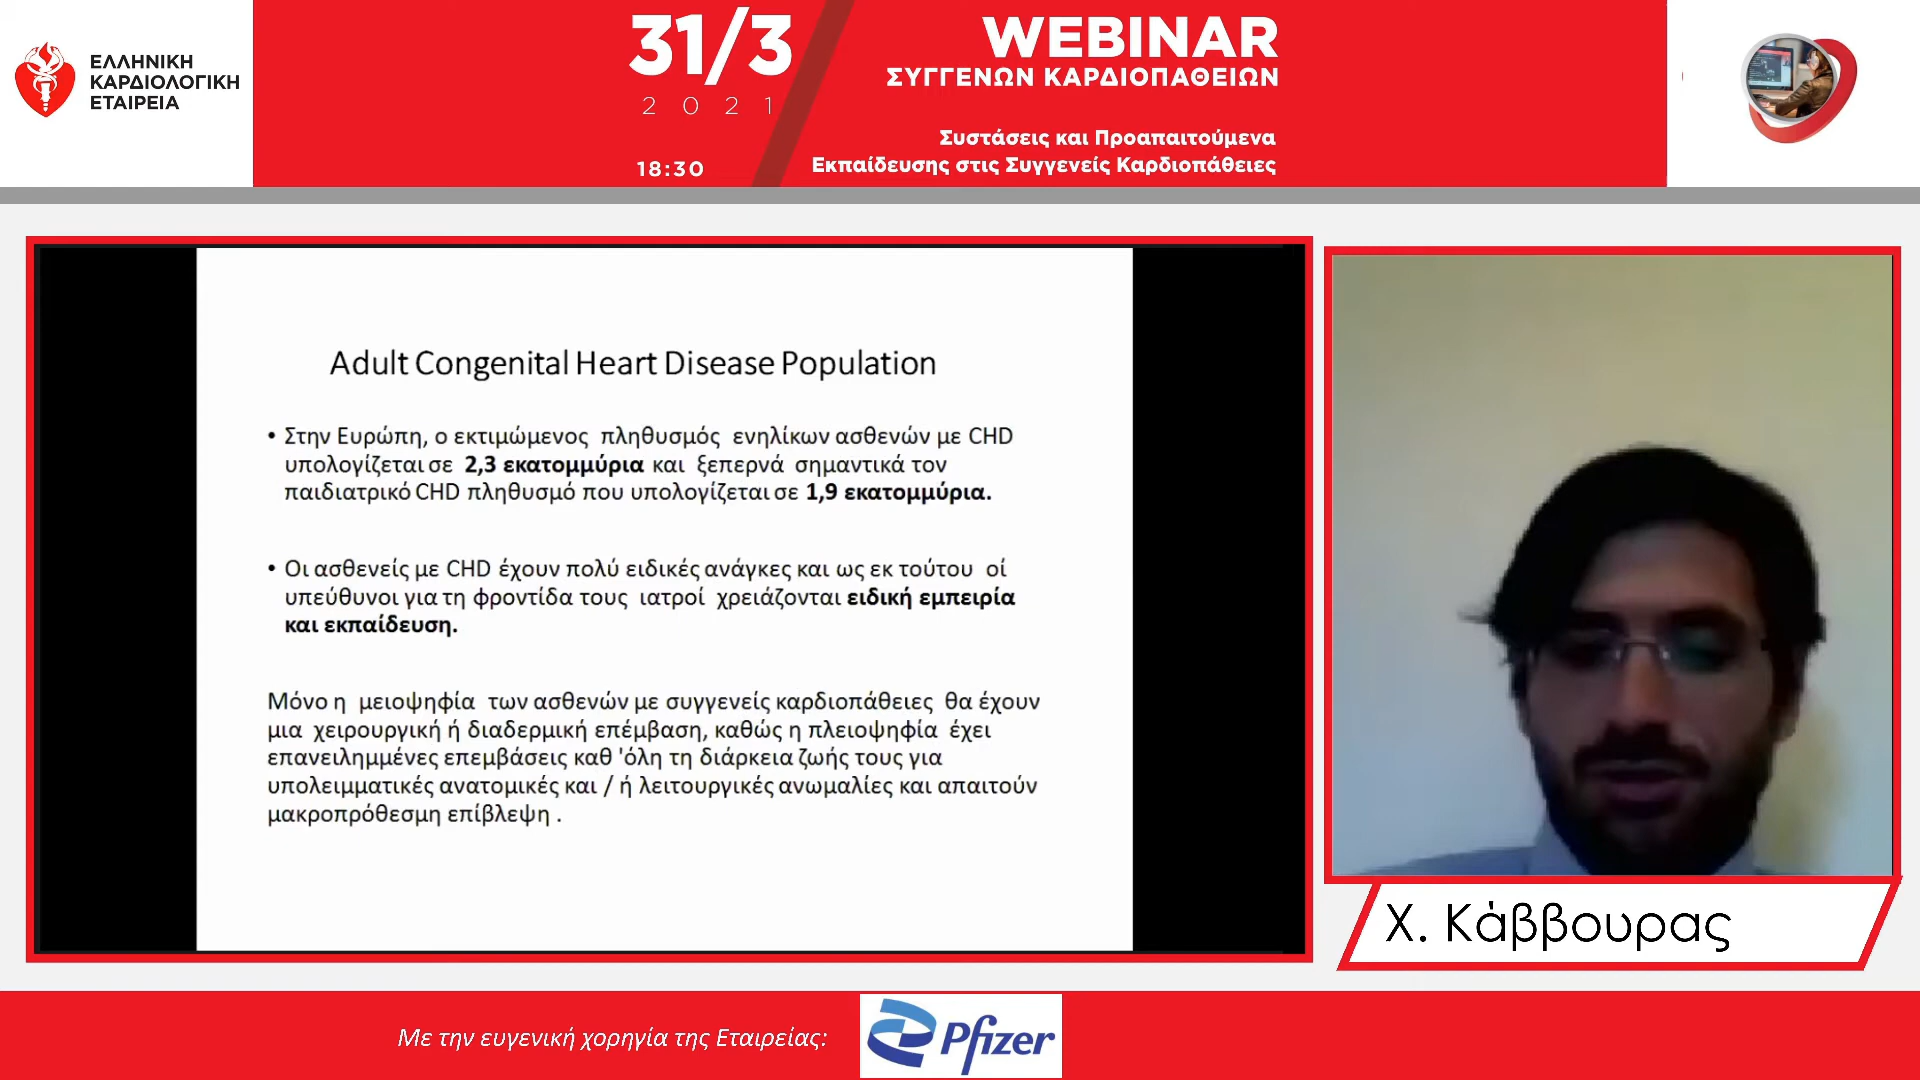 ΕΛΛΗΝΙΚΗ
ΚΑΡΔΙΟΛΟΓΙΚΗ
ΕΤΑΙΡΕΙΑ
31/3
2021
18:30
WEBINAR
ΣΥΓΓΕΝΩΝ ΚΑΡΔΙΟΠΑΘΕΙΩΝ
Συστάσεις και Προαπαιτούμενα
Εκπαίδευσης στις Συγγενείς Καρδιοπάθειες
Adult Congenital Heart Disease Population
• Στην Ευρώπη, ο εκτιμώμενος πληθυσμός ενηλίκων ασθενών με CHD
υπολογίζεται σε 2,3 εκατομμύρια και ξεπερνά σημαντικά τον
παιδιατρικό CHD πληθυσμό που υπολογίζεται σε 1,9 εκατομμύρια.
• Οι ασθενείς με CHD έχουν πολύ ειδικές ανάγκες και ως εκ τούτου οί
υπεύθυνοι για τη φροντίδα τους ιατροί χρειάζονται ειδική εμπειρία
και εκπαίδευση.
Μόνο η μειοψηφία των ασθενών με συγγενείς καρδιοπάθειες θα έχουν
μια χειρουργική ή διαδερμική επέμβαση, καθώς η πλειοψηφία έχει
επανειλημμένες επεμβάσεις καθ 'όλη τη διάρκεια ζωής τους για
υπολειμματικές ανατομικές και / ή λειτουργικές ανωμαλίες και απαιτούν
μακροπρόθεσμη επίβλεψη .
Χ. Κάββουρας
Με την ευγενική χορηγία της Εταιρείας:
Pfizer